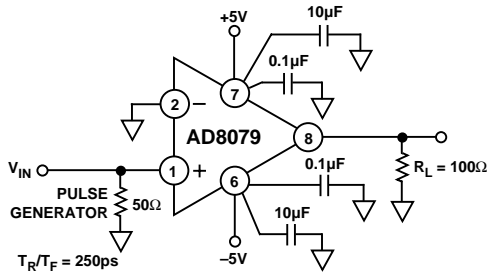 +5V
10µF
0.1µF
7
2
–
AD8079
8
V_IN
1
+
6
0.1µF
R_L = 100Ω
PULSE
GENERATOR
50Ω
10µF
–5V
T_R/T_F = 250ps